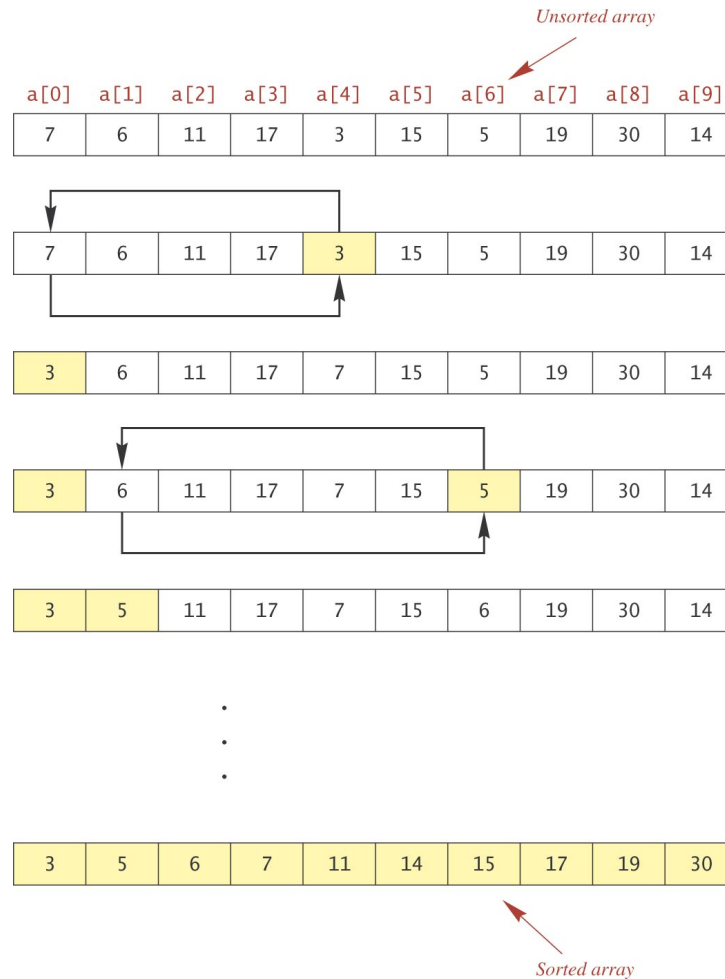 Unsorted array
a[0] a[1] a[2] a[3] a[4] a[5] a[6] a[7] a[8] a[9]
7 6 11 17 3 15 5 19 30 14
7 6 11 17 3 15 5 19 30 14
3 6 11 17 7 15 5 19 30 14
3 6 11 17 7 15 5 19 30 14
3 5 11 17 7 15 6 19 30 14
.
.
.
3 5 6 7 11 14 15 17 19 30
Sorted array